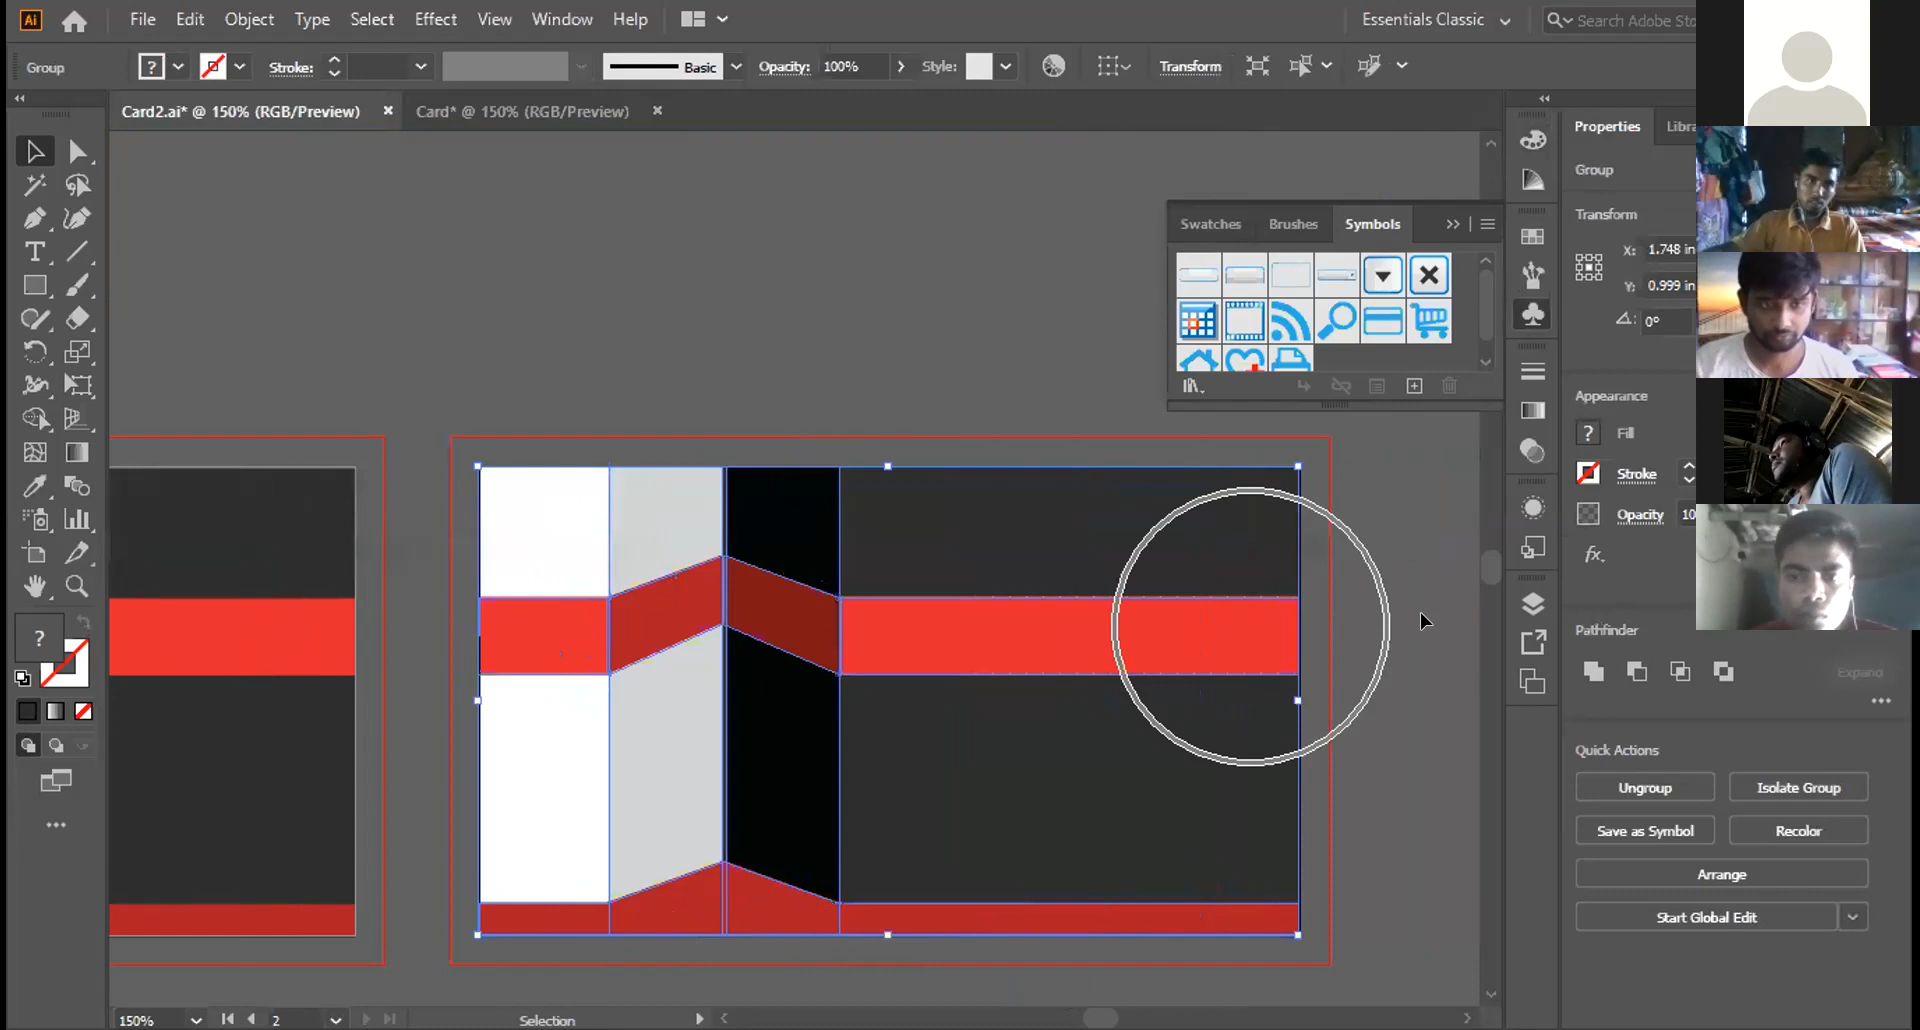 Ai File Edit Object Type Select Effect View Window Help Essentials Classic Search Adobe Sto
Group ? Stroke: Basic Opacity: 100% Style: Transform
Card2.ai* @ 150% (RGB/Preview) Card* @ 150% (RGB/Preview)
Properties Libra
Group
Transform
X: 1.748 in
Y: 0.999 in
0°
Swatches Brushes Symbols
Appearance
? Fill
Stroke
Opacity 10
fx.
Pathfinder
Expand
Quick Actions
Ungroup Isolate Group
Save as Symbol Recolor
Arrange
Start Global Edit
?
150% 2 Selection